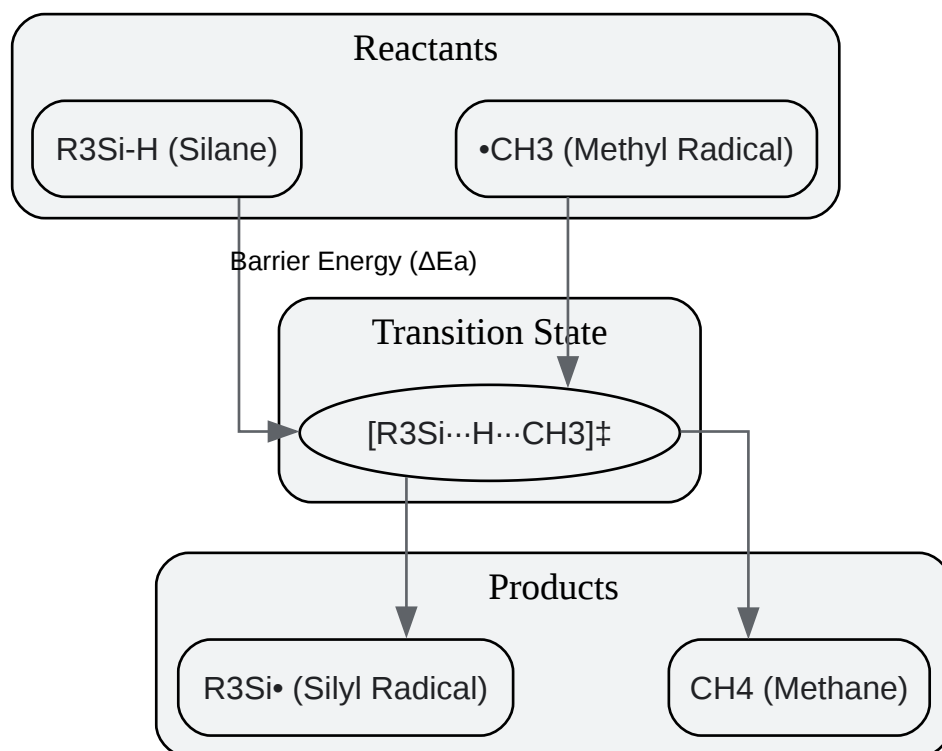 Reactants
R3Si-H (Silane)
•CH3 (Methyl Radical)
Barrier Energy (ΔEa)
Transition State
[R3Si···H···CH3]‡
Products
R3Si• (Silyl Radical)
CH4 (Methane)